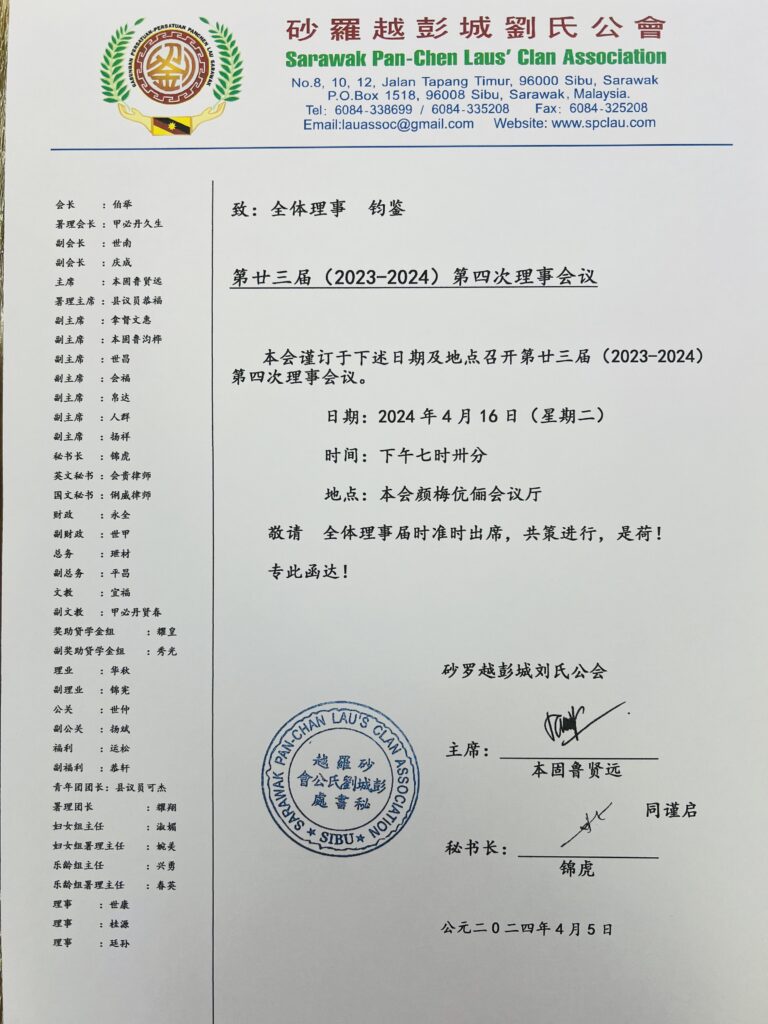 砂羅越彭城劉氏公會
Sarawak Pan-Chen Laus' Clan Association
No.8, 10, 12, Jalan Tapang Timur, 96000 Sibu, Sarawak
P.O.Box 1518, 96008 Sibu, Sarawak, Malaysia.
Tel: 6084-338699 / 6084-335208 Fax: 6084-325208
Email:lauassoc@gmail.com Website: www.spclau.com
会长 :伯举
署理会长 :甲必丹久生
副会长 :世南
副会长 :庆成
主席 :本固鲁贤远
署理主席 :县议员恭福
副主席 :拿督文惠
副主席 :本固鲁沟桦
副主席 :世昌
副主席 :会福
副主席 :帛达
副主席 :人群
副主席 :扬祥
秘书长 :锦虎
英文秘书 :会贵律师
国文秘书 :俐威律师
财政 :永全
副财政 :世甲
总务 :琎材
副总务 :平昌
文教 :宜福
副文教 :甲必丹贤春
奖助贷学金组 :耀皇
副奖助贷学金组 :秀光
理业 :华秋
副理业 :锦宪
公关 :世仲
副公关 :扬斌
福利 :运松
副福利 :恭轩
青年团团长:县议员可杰
署理团长 :耀翔
妇女组主任 :淑媚
妇女组署理主任 :婉美
乐龄组主任 :兴勇
乐龄组署理主任 :春英
理事 :世康
理事 :桂源
理事 :廷孙
致:全体理事 钧鉴
第廿三届(2023-2024)第四次理事会议
本会谨订于下述日期及地点召开第廿三届(2023-2024)
第四次理事会议。
日期:2024年4月16日(星期二)
时间:下午七时卅分
地点:本会颜梅伉俪会议厅
敬请 全体理事届时准时出席,共策进行,是荷!
专此函达!
砂罗越彭城刘氏公会
主席:
本固鲁贤远
同谨启
秘书长:
锦虎
公元二0二四年4月5日
SARAWAK PAN-CHAN LAU'S CLAN ASSOCIATION
砂羅越
彭城劉氏公會
秘書處
★ SIBU ★